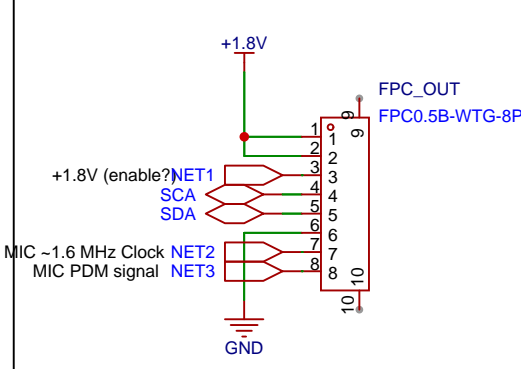 +1.8V
FPC_OUT
FPC0.5B-WTG-8P
9
9
1
1
2
2
+1.8V (enable?) NET1
3
3
SCA
4
4
SDA
5
5
6
6
MIC ~1.6 MHz Clock NET2
7
7
MIC PDM signal NET3
8
8
10
10
GND